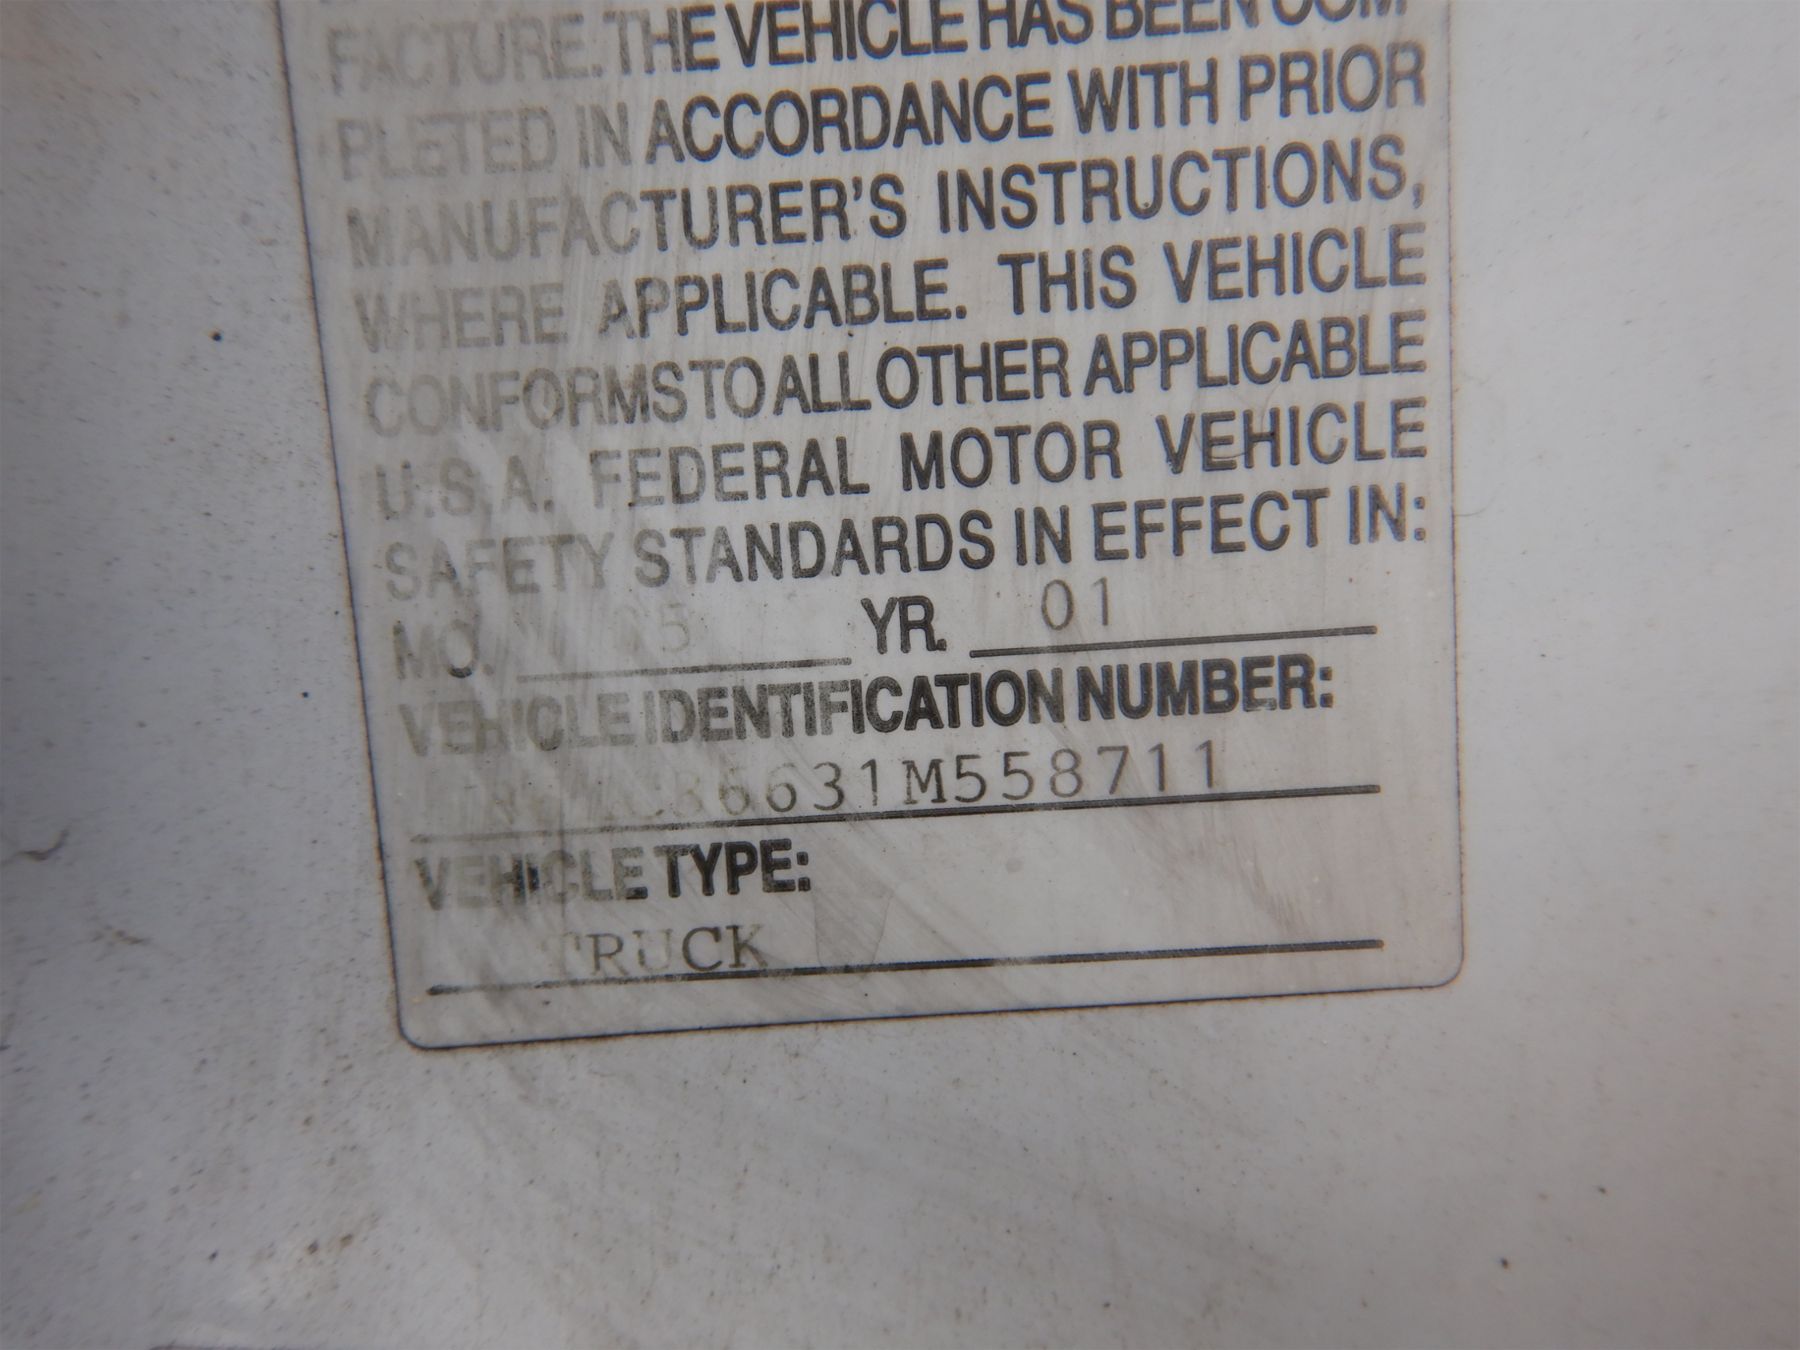 FACTURE. THE VEHICLE HAS BEEN COM-
PLETED IN ACCORDANCE WITH PRIOR
MANUFACTURER'S INSTRUCTIONS,
WHERE APPLICABLE. THIS VEHICLE
CONFORMS TO ALL OTHER APPLICABLE
U.S.A. FEDERAL MOTOR VEHICLE
SAFETY STANDARDS IN EFFECT IN:
MO. YR. 01
VEHICLE IDENTIFICATION NUMBER:
VEHICLE TYPE:
TRUCK